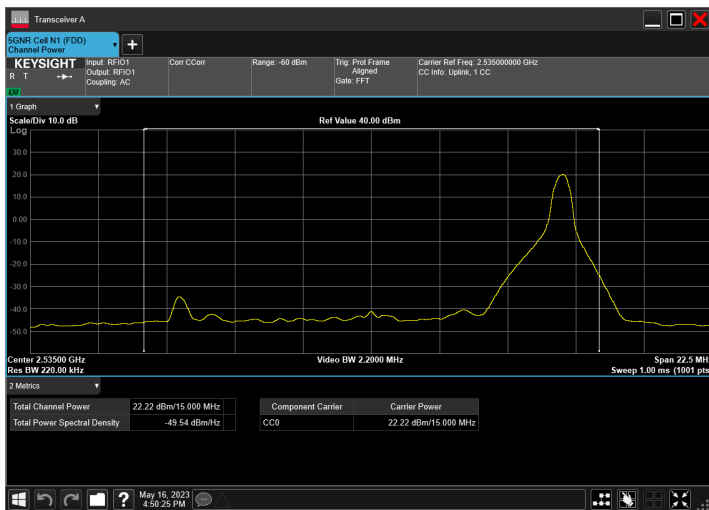 Transceiver A
5GNR Cell N1 (FDD)
Channel Power
KEYSIGHT
R T
LXI
Input: RFIO1
Output: RFIO1
Coupling: AC
Corr CCorr
Range: -60 dBm
Trig: Prot Frame
Aligned
Gate: FFT
Carrier Ref Freq: 2.535000000 GHz
CC Info: Uplink, 1 CC
1 Graph
Scale/Div 10.0 dB
Ref Value 40.00 dBm
Log
30.0
20.0
10.0
0.00
-10.0
-20.0
-30.0
-40.0
-50.0
Center 2.53500 GHz
Video BW 2.2000 MHz
Span 22.5 MHz
Res BW 220.00 kHz
Sweep 1.00 ms (1001 pts
2 Metrics
Total Channel Power 22.22 dBm/15.000 MHz
Total Power Spectral Density -49.54 dBm/Hz
Component Carrier Carrier Power
CC0 22.22 dBm/15.000 MHz
?
May 16, 2023
4:50:25 PM